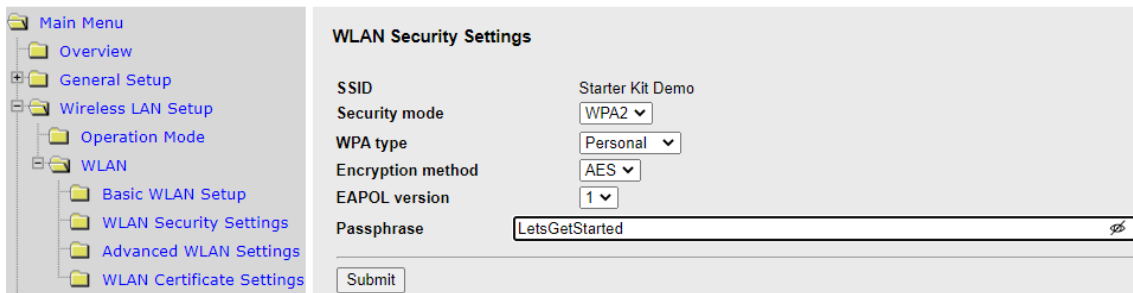 Main Menu
Overview
General Setup
Wireless LAN Setup
Operation Mode
WLAN
Basic WLAN Setup
WLAN Security Settings
Advanced WLAN Settings
WLAN Certificate Settings
WLAN Security Settings
SSID Starter Kit Demo
Security mode WPA2
WPA type Personal
Encryption method AES
EAPOL version 1
Passphrase LetsGetStarted
Submit